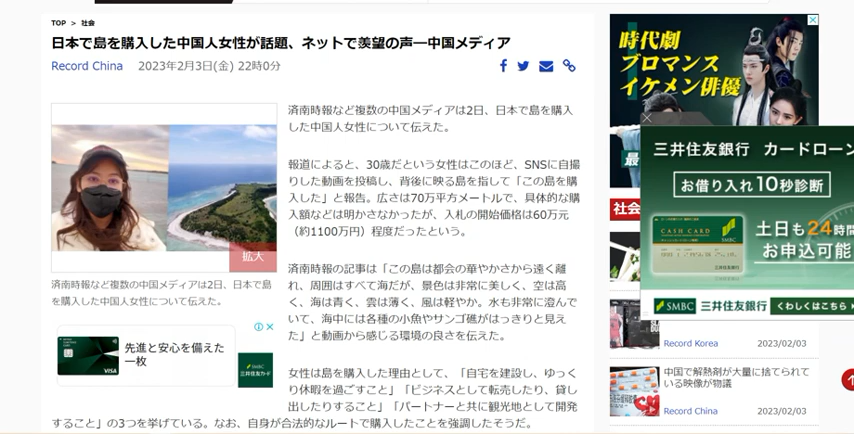 TOP > 社会
日本で島を購入した中国人女性が話題、ネットで羨望の声―中国メディア
Record China 2023年2月3日(金) 22時0分
済南時報など複数の中国メディアは2日、日本で島を購入
した中国人女性について伝えた。
報道によると、30歳だという女性はこのほど、SNSに自撮
りした動画を投稿し、背後に映る島を指して「この島を購
入した」と報告。広さは70万平方メートルで、具体的な購
入額などは明かさなかったが、入札の開始価格は60万元
（約1100万円）程度だったという。
拡大
済南時報など複数の中国メディアは2日、日本で島
を購入した中国人女性について伝えた。
済南時報の記事は「この島は都会の華やかさから遠く離
れ、周囲はすべて海だが、景色は非常に美しく、空は高
く、海は青く、雲は薄く、風は軽やか。水も非常に澄んで
いて、海中には各種の小魚やサンゴ礁がはっきりと見え
た」と動画から感じる環境の良さを伝えた。
先進と安心を備えた
一枚
VISA
SMBC
三井住友カード
女性は島を購入した理由として、「自宅を建設し、ゆっく
り休暇を過ごすこと」「ビジネスとして転売したり、貸し
出したりすること」「パートナーと共に観光地として開発
すること」の3つを挙げている。なお、自身が合法的なルートで購入したことを強調したそうだ。
時代劇
ブロマンス
イケメン俳優
最
社会
三井住友銀行 カードローン
お借り入れ10秒診断
CASH CARD
SMBC
土日も24時間
お申込可能
SMBC 三井住友銀行 くわしくはこちら
Record Korea 2023/02/03
中国で解熱剤が大量に捨てられて
いる映像が物議
Record China 2023/02/03